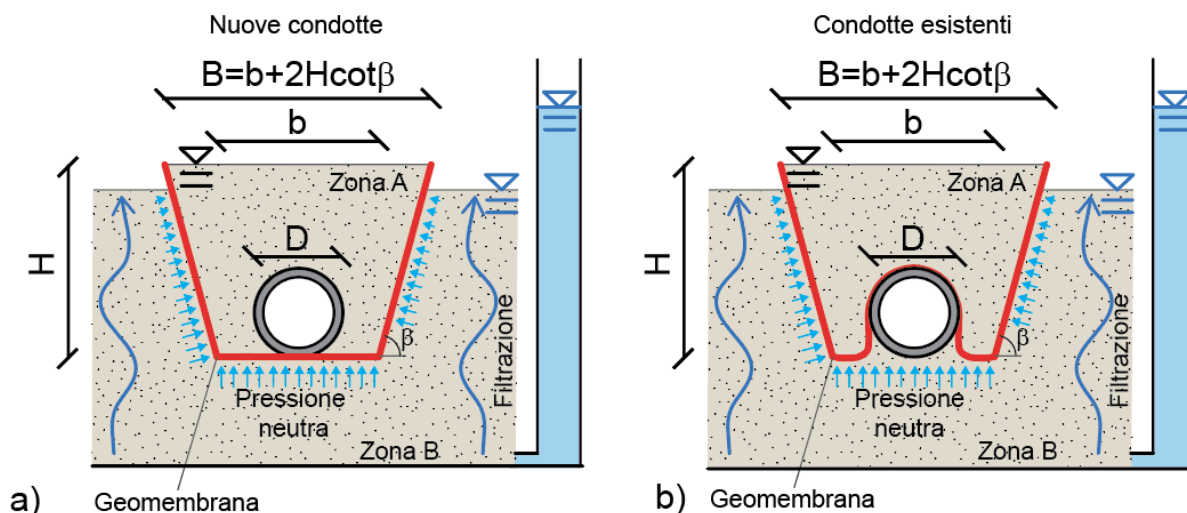 Nuove condotte
B=b+2Hcotβ
b
Zona A
H
D
β
Filtrazione
Pressione
neutra
Zona B
a)
Geomembrana
Condotte esistenti
B=b+2Hcotβ
b
Zona A
H
D
β
Filtrazione
Pressione
neutra
Zona B
b)
Geomembrana